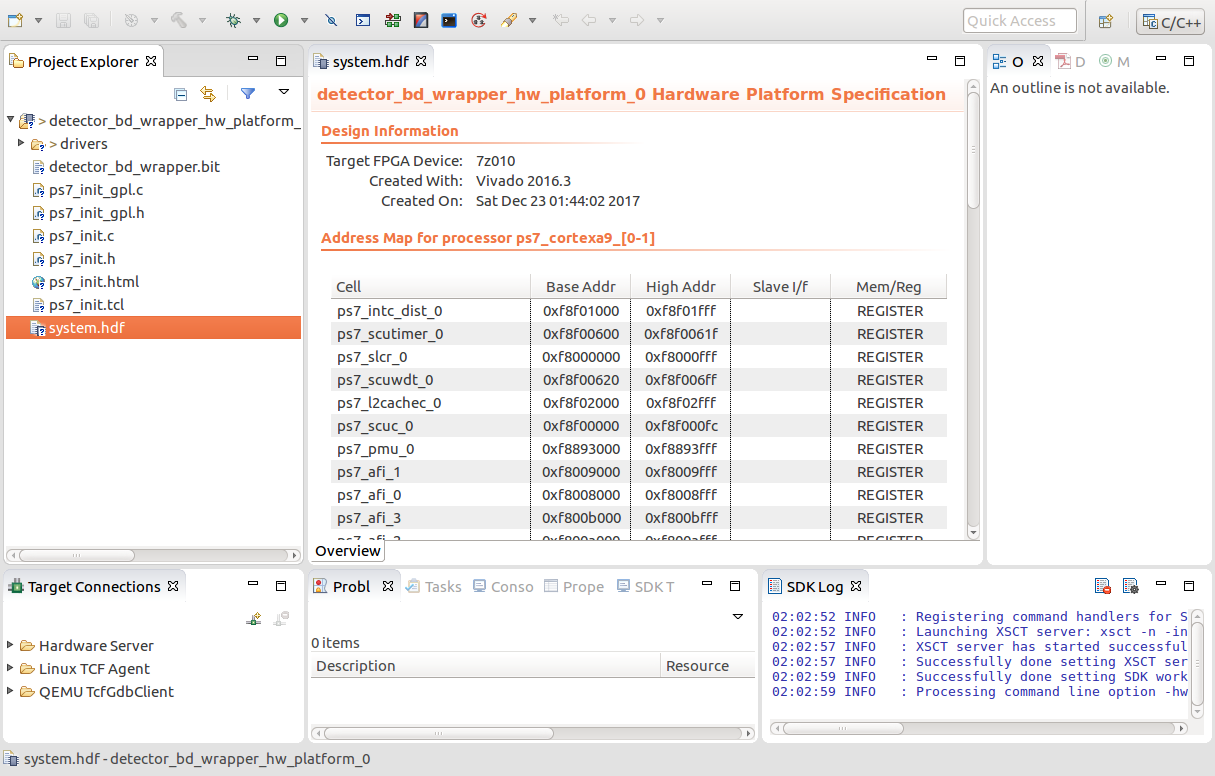 Quick Access
C/C++
Project Explorer
> detector_bd_wrapper_hw_platform_
> drivers
detector_bd_wrapper.bit
ps7_init_gpl.c
ps7_init_gpl.h
ps7_init.c
ps7_init.h
ps7_init.html
ps7_init.tcl
system.hdf
system.hdf
detector_bd_wrapper_hw_platform_0 Hardware Platform Specification
Design Information
Target FPGA Device: 7z010
Created With: Vivado 2016.3
Created On: Sat Dec 23 01:44:02 2017
Address Map for processor ps7_cortexa9_[0-1]
Cell Base Addr High Addr Slave I/f Mem/Reg
ps7_intc_dist_0 0xf8f01000 0xf8f01fff REGISTER
ps7_scutimer_0 0xf8f00600 0xf8f0061f REGISTER
ps7_slcr_0 0xf8000000 0xf8000fff REGISTER
ps7_scuwdt_0 0xf8f00620 0xf8f006ff REGISTER
ps7_l2cachec_0 0xf8f02000 0xf8f02fff REGISTER
ps7_scuc_0 0xf8f00000 0xf8f000fc REGISTER
ps7_pmu_0 0xf8893000 0xf8893fff REGISTER
ps7_afi_1 0xf8009000 0xf8009fff REGISTER
ps7_afi_0 0xf8008000 0xf8008fff REGISTER
ps7_afi_3 0xf800b000 0xf800bfff REGISTER
ps7_afi_2 0xf800a000 0xf800afff REGISTER
Overview
O D M
An outline is not available.
Target Connections
Hardware Server
Linux TCF Agent
QEMU TcfGdbClient
Probl Tasks Conso Prope SDK T
0 items
Description Resource
SDK Log
02:02:52 INFO : Registering command handlers for S
02:02:52 INFO : Launching XSCT server: xsct -n -in
02:02:57 INFO : XSCT server has started successful
02:02:57 INFO : Successfully done setting XSCT ser
02:02:59 INFO : Successfully done setting SDK work
02:02:59 INFO : Processing command line option -hw
system.hdf - detector_bd_wrapper_hw_platform_0